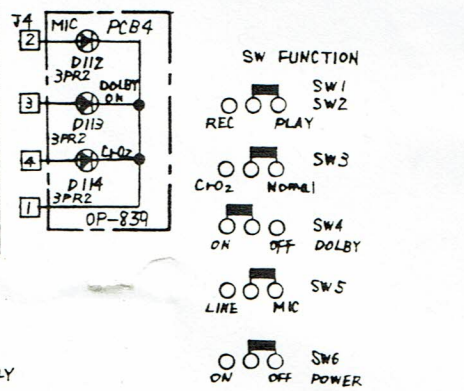 J4
MIC PCB4
2
D112
3PR2
DOLBY
ON
3
D113
3PR2
CrO2
4
D114
3PR2
1
OP-839
SW FUNCTION
SW1
SW2
REC PLAY
SW3
CrO2 Normal
SW4
ON OFF DOLBY
SW5
LINE MIC
SW6
ON OFF POWER
LY